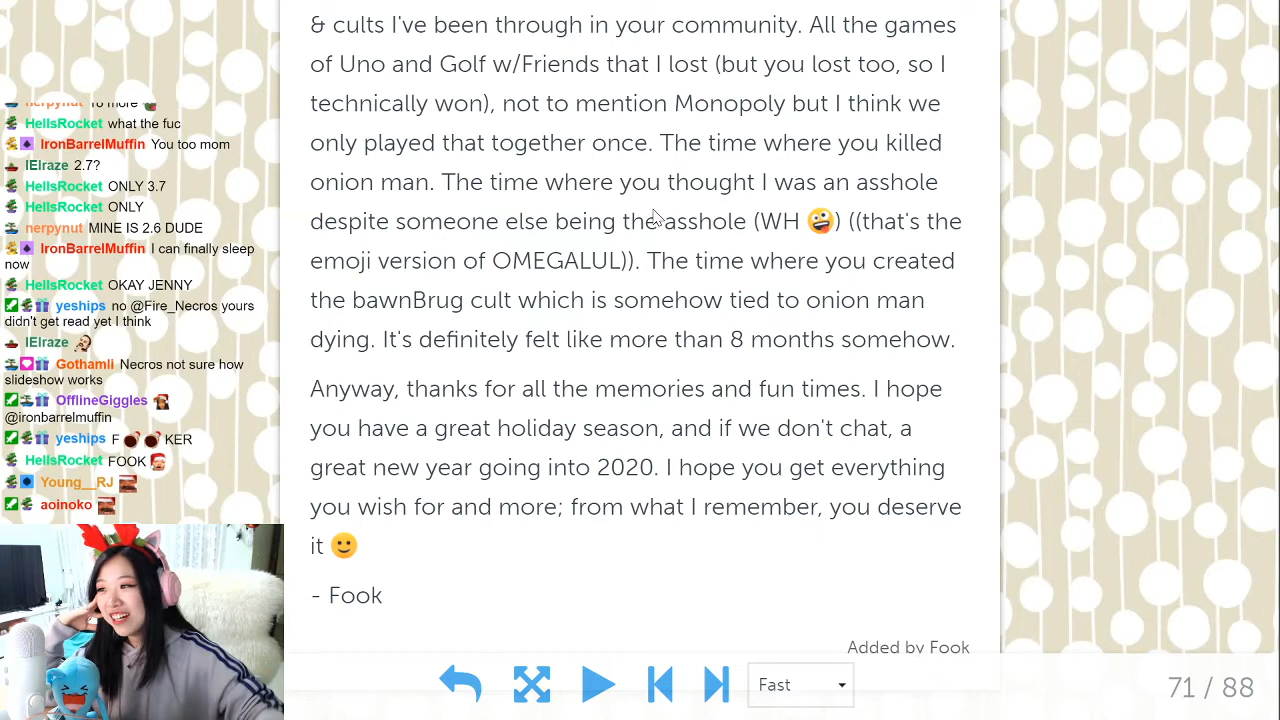 & cults I've been through in your community. All the games
of Uno and Golf w/Friends that I lost (but you lost too, so I
technically won), not to mention Monopoly but I think we
only played that together once. The time where you killed
onion man. The time where you thought I was an asshole
despite someone else being the asshole (WH 🤪) ((that's the
emoji version of OMEGALUL)). The time where you created
the bawnBrug cult which is somehow tied to onion man
dying. It's definitely felt like more than 8 months somehow.
Anyway, thanks for all the memories and fun times. I hope
you have a great holiday season, and if we don't chat, a
great new year going into 2020. I hope you get everything
you wish for and more; from what I remember, you deserve
it 🙂
- Fook
Added by Fook
Fast
71 / 88
HellsRocket what the fuc
IronBarrelMuffin You too mom
IElraze 2.7?
HellsRocket ONLY 3.7
HellsRocket ONLY
nerpynut MINE IS 2.6 DUDE
IronBarrelMuffin I can finally sleep
now
HellsRocket OKAY JENNY
yeships no @Fire_Necros yours
didn't get read yet I think
IElraze
Gothamli Necros not sure how
slideshow works
OfflineGiggles
@ironbarrelmuffin
yeships F KER
HellsRocket FOOK
Young__RJ
aoinoko